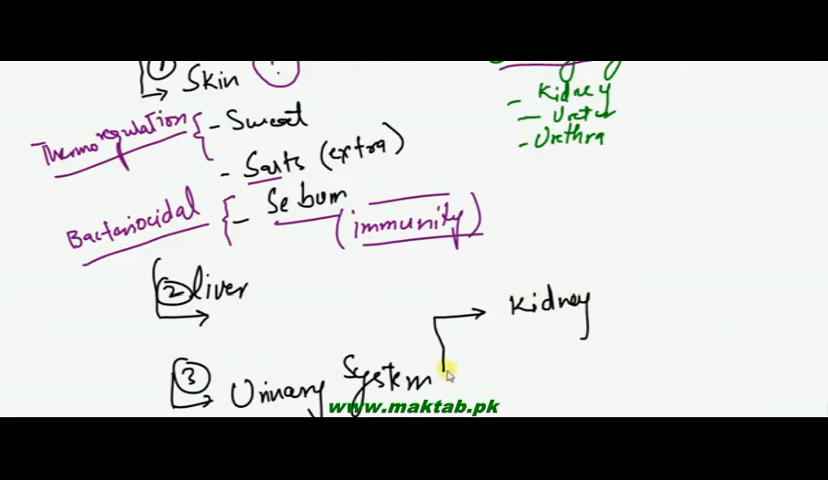 ① Skin
Thermoregulation { - Sweat
- Salts (extra)
Bacteriocidal { - Sebum
(immunity)
② liver
③ Urinary System
Kidney
- Kidney
- Ureter
- Urethra
www.maktab.pk